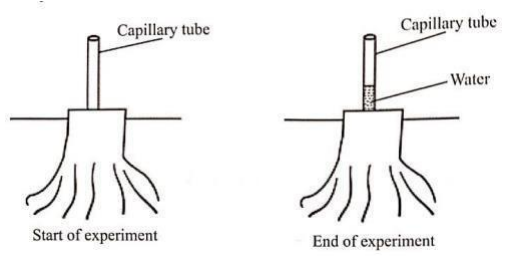 Capillary tube
Start of experiment
Capillary tube
Water
End of experiment